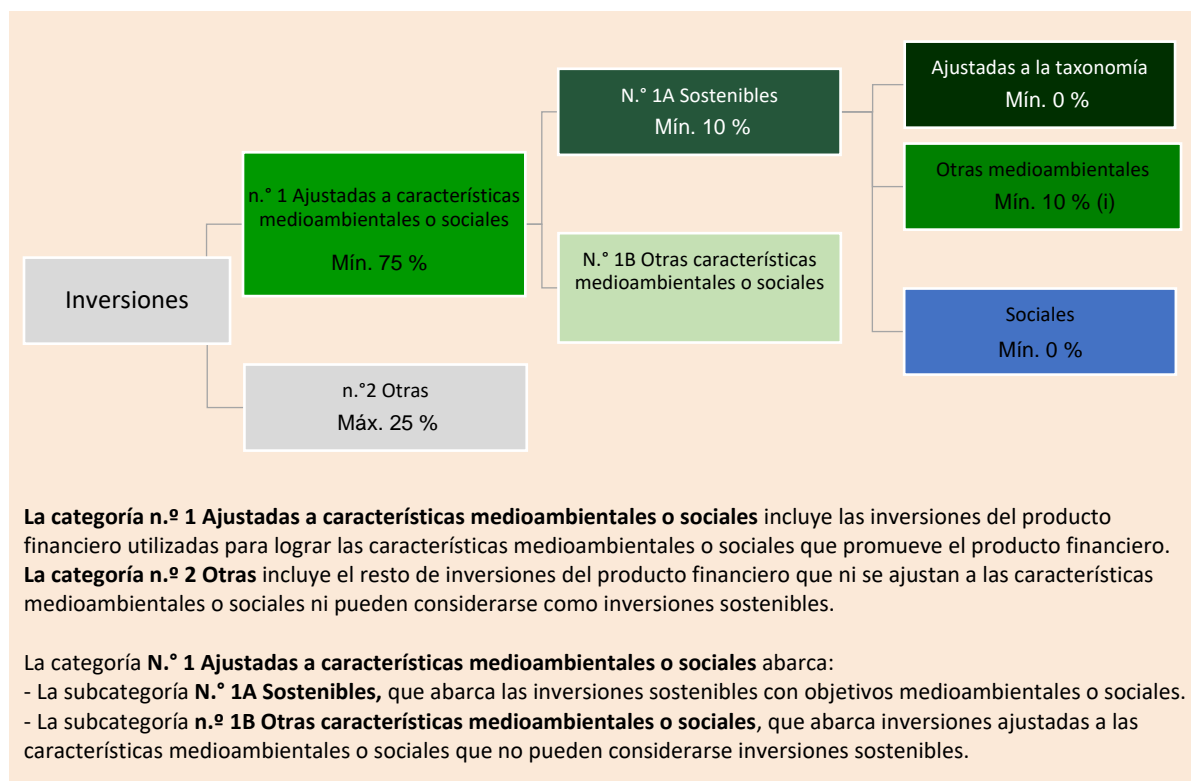 Inversiones
n.° 1 Ajustadas a características
medioambientales o sociales
Mín. 75 %
n.°2 Otras
Máx. 25 %
N.° 1A Sostenibles
Mín. 10 %
N.° 1B Otras características
medioambientales o sociales
Ajustadas a la taxonomía
Mín. 0 %
Otras medioambientales
Mín. 10 % (i)
Sociales
Mín. 0 %
La categoría n.º 1 Ajustadas a características medioambientales o sociales incluye las inversiones del producto
financiero utilizadas para lograr las características medioambientales o sociales que promueve el producto financiero.
La categoría n.º 2 Otras incluye el resto de inversiones del producto financiero que ni se ajustan a las características
medioambientales o sociales ni pueden considerarse como inversiones sostenibles.
La categoría N.° 1 Ajustadas a características medioambientales o sociales abarca:
- La subcategoría N.° 1A Sostenibles, que abarca las inversiones sostenibles con objetivos medioambientales o sociales.
- La subcategoría n.º 1B Otras características medioambientales o sociales, que abarca inversiones ajustadas a las
características medioambientales o sociales que no pueden considerarse inversiones sostenibles.